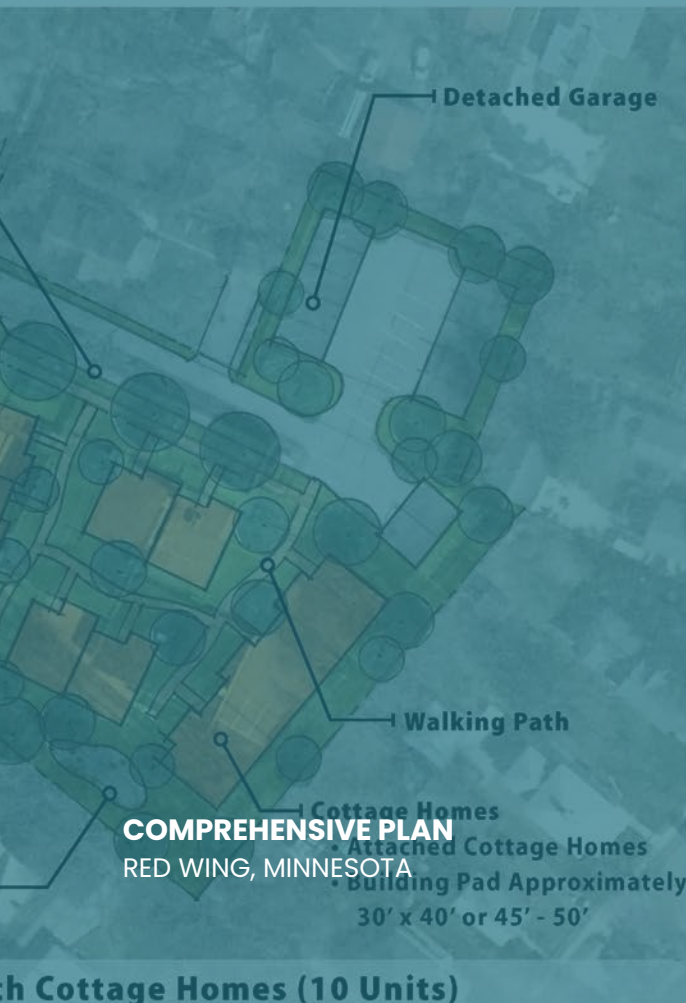 Detached Garage
Walking Path
Cottage Homes
COMPREHENSIVE PLAN
• Attached Cottage Homes
RED WING, MINNESOTA
• Building Pad Approximately
30' x 40' or 45' - 50'
Cottage Homes (10 Units)